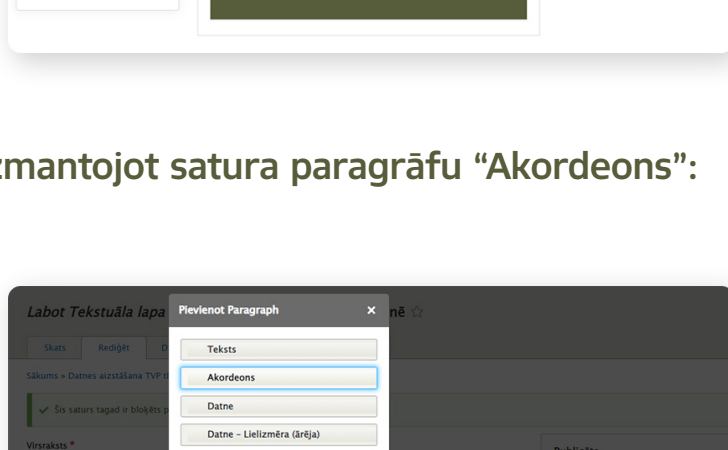 zmantojot satura paragrāfu “Akordeons”:
Labot Tekstuāla lapa
Pievienot Paragraph
×
nē ☆
Skats
Rediģēt
D
Teksts
Sākums » Datnes aizstāšana TVP t
Akordeons
✓ Šis saturs tagad ir bloķēts p
Datne
Datne – Lielizmēra (ārēja)
Virsraksts *